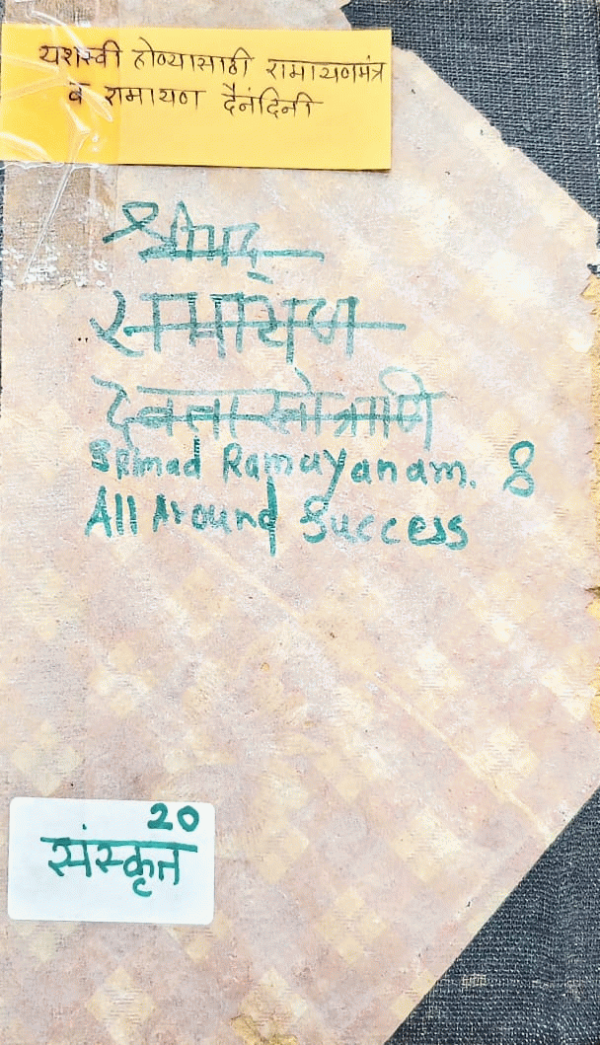 यशस्वी होण्यासाठी रामायणमंत्र
व रामायण दैनंदिनी
श्रीमद्
रामायण
देवतास्तोत्राणि
SRimad Ramayanam. &
All Around Success
20
संस्कृत